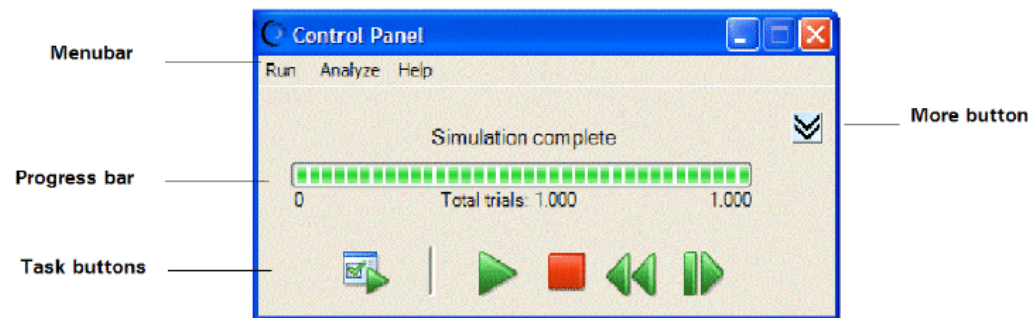 Control Panel
Menubar
Run Analyze Help
More button
Simulation complete
Progress bar
0 Total trials: 1.000 1.000
Task buttons